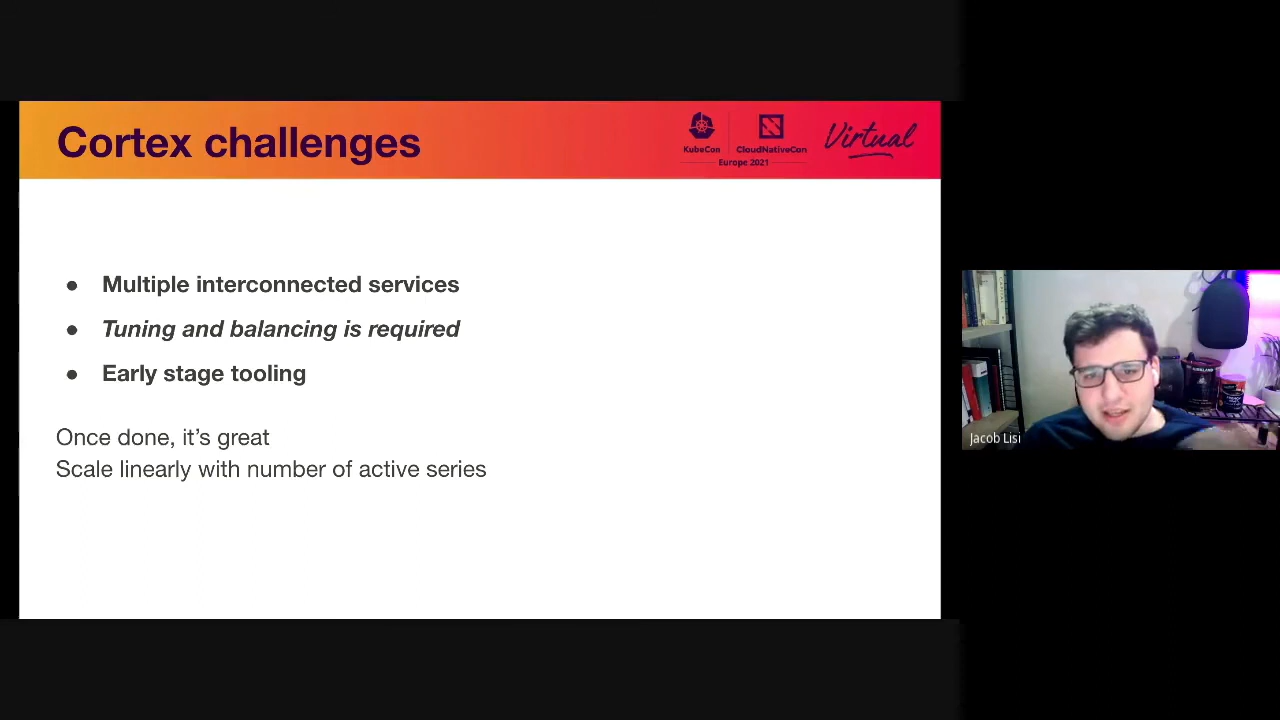 Cortex challenges
KubeCon
CloudNativeCon
Europe 2021
Virtual
Multiple interconnected services
Tuning and balancing is required
Early stage tooling
Once done, it’s great
Scale linearly with number of active series
Jacob Lisi